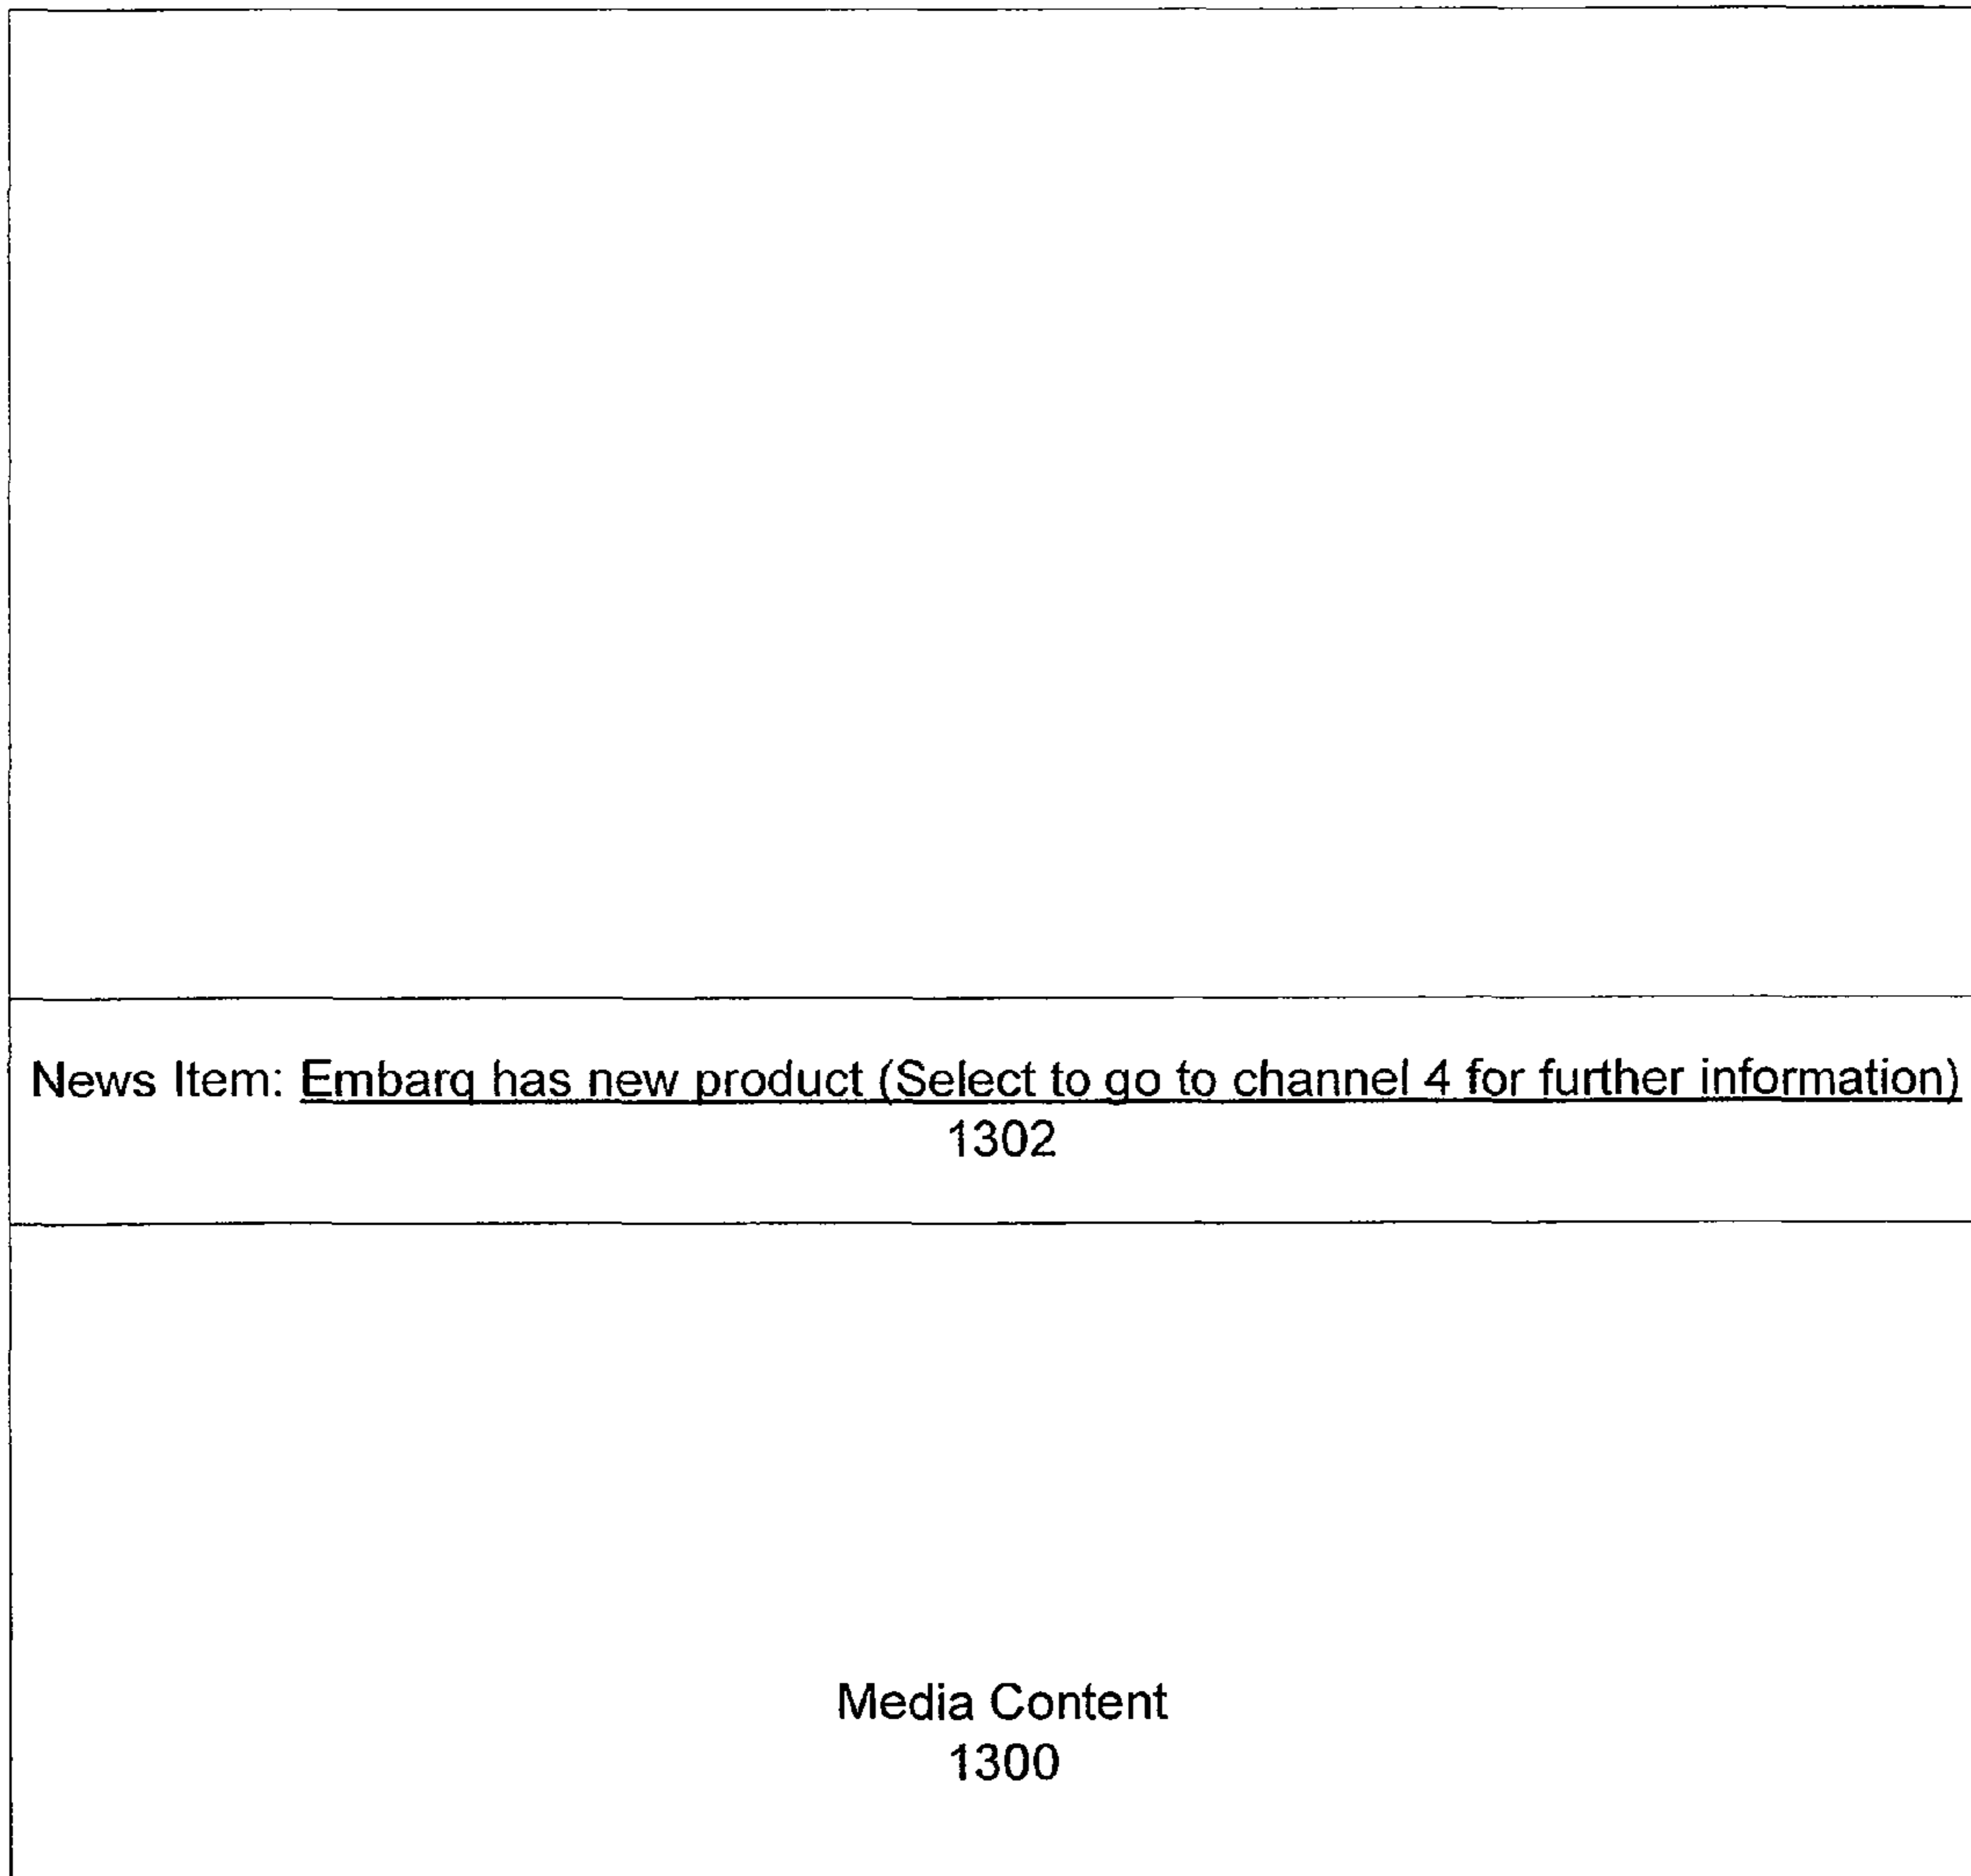 News Item: Embarq has new product (Select to go to channel 4 for further information)
1302
Media Content
1300